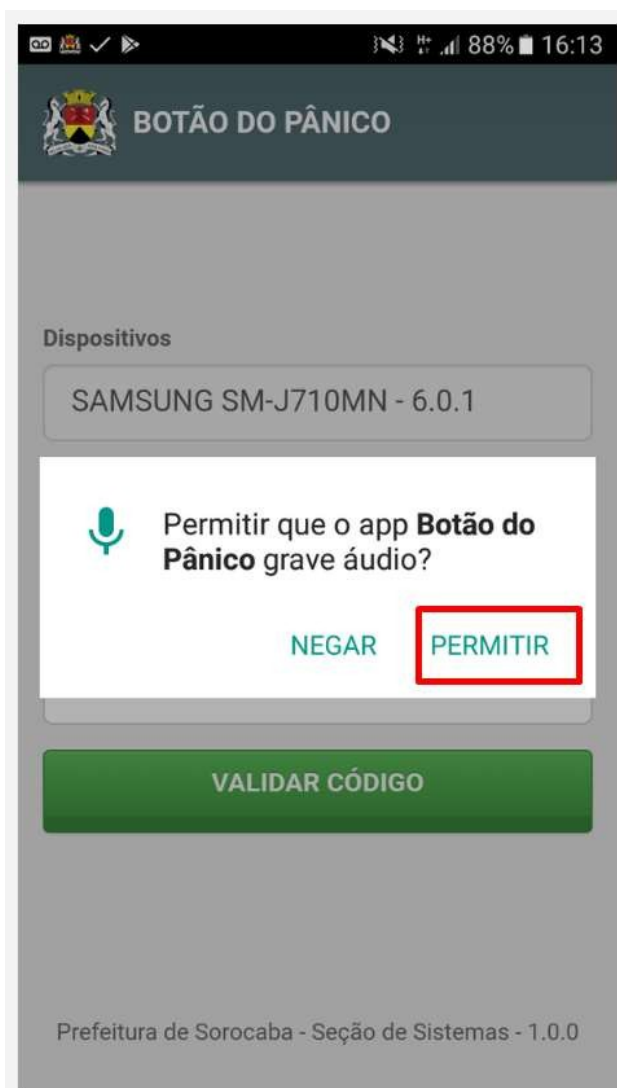 88% 16:13
BOTÃO DO PÂNICO
Dispositivos
SAMSUNG SM-J710MN - 6.0.1
Permitir que o app Botão do
Pânico grave áudio?
NEGAR PERMITIR
VALIDAR CÓDIGO
Prefeitura de Sorocaba - Seção de Sistemas - 1.0.0